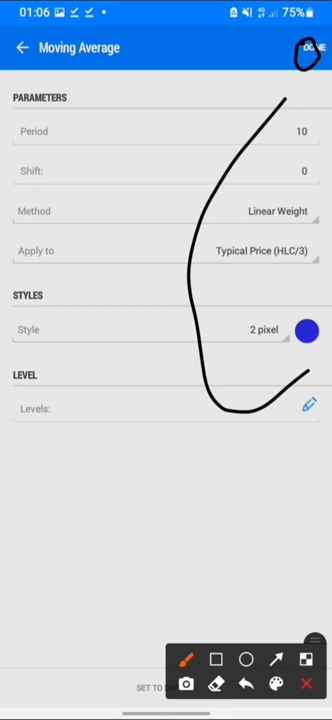 01:06 75%
Moving Average DONE
PARAMETERS
Period 10
Shift: 0
Method Linear Weight
Apply to Typical Price (HLC/3)
STYLES
Style 2 pixel
LEVEL
Levels:
SET TO DE